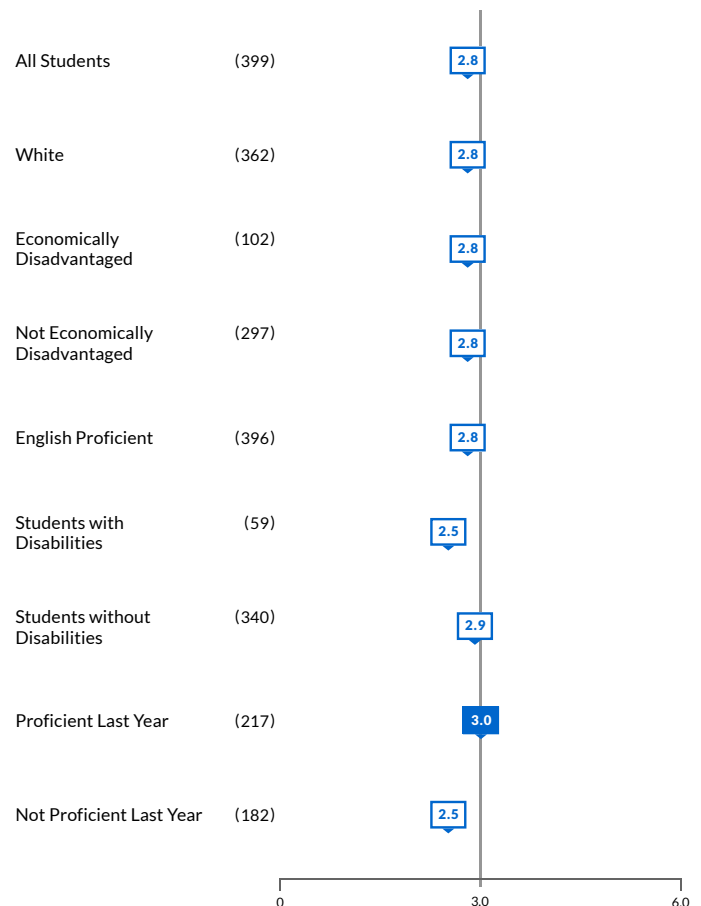 All Students (399) 2.8
White (362) 2.8
Economically (102)
Disadvantaged 2.8
Not Economically (297)
Disadvantaged 2.8
English Proficient (396) 2.8
Students with (59)
Disabilities 2.5
Students without (340)
Disabilities 2.9
Proficient Last Year (217) 3.0
Not Proficient Last Year (182) 2.5
0 3.0 6.0